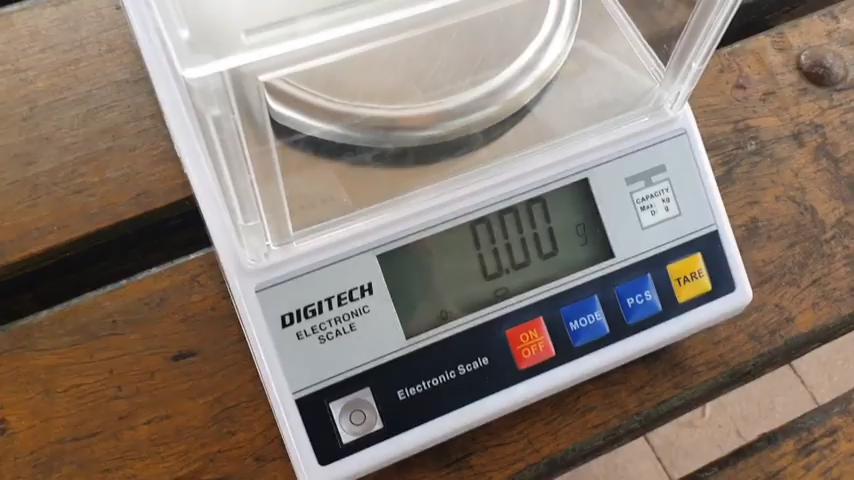 0.00 g
CAPACITY
Max: kg
D: g
DIGITECH
ELECTRONIC
SCALE
ON
OFF
MODE
PCS
TARE
Electronic Scale